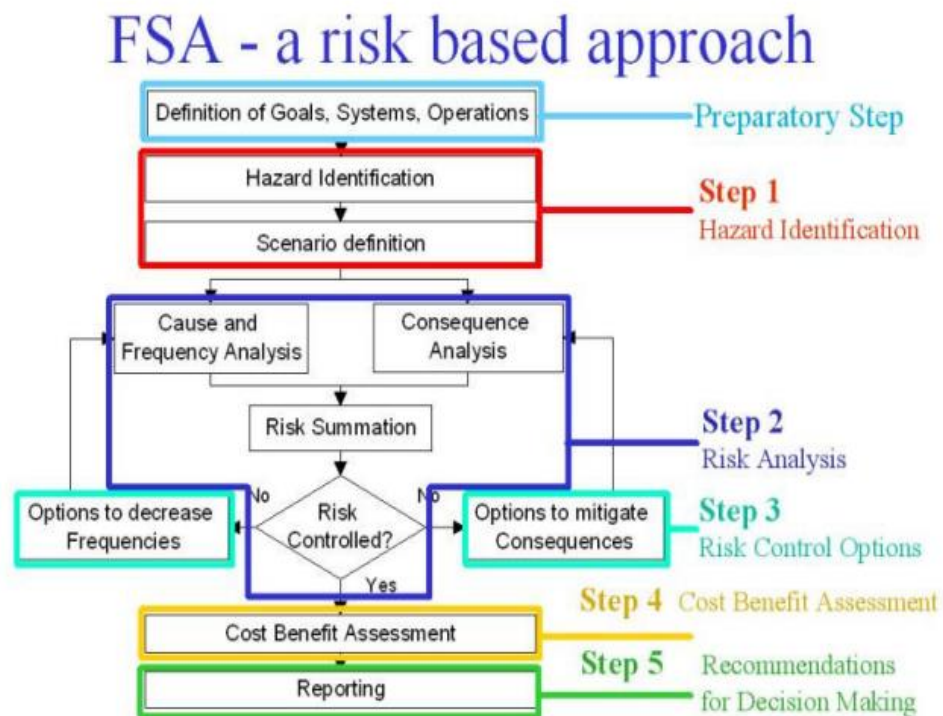 FSA - a risk based approach
Definition of Goals, Systems, Operations
Preparatory Step
Hazard Identification
Step 1
Hazard Identification
Scenario definition
Cause and
Frequency Analysis
Consequence
Analysis
Risk Summation
Step 2
Risk Analysis
No
No
Options to decrease
Frequencies
Risk
Controlled?
Options to mitigate
Consequences
Step 3
Risk Control Options
Yes
Step 4 Cost Benefit Assessment
Cost Benefit Assessment
Step 5 Recommendations
for Decision Making
Reporting